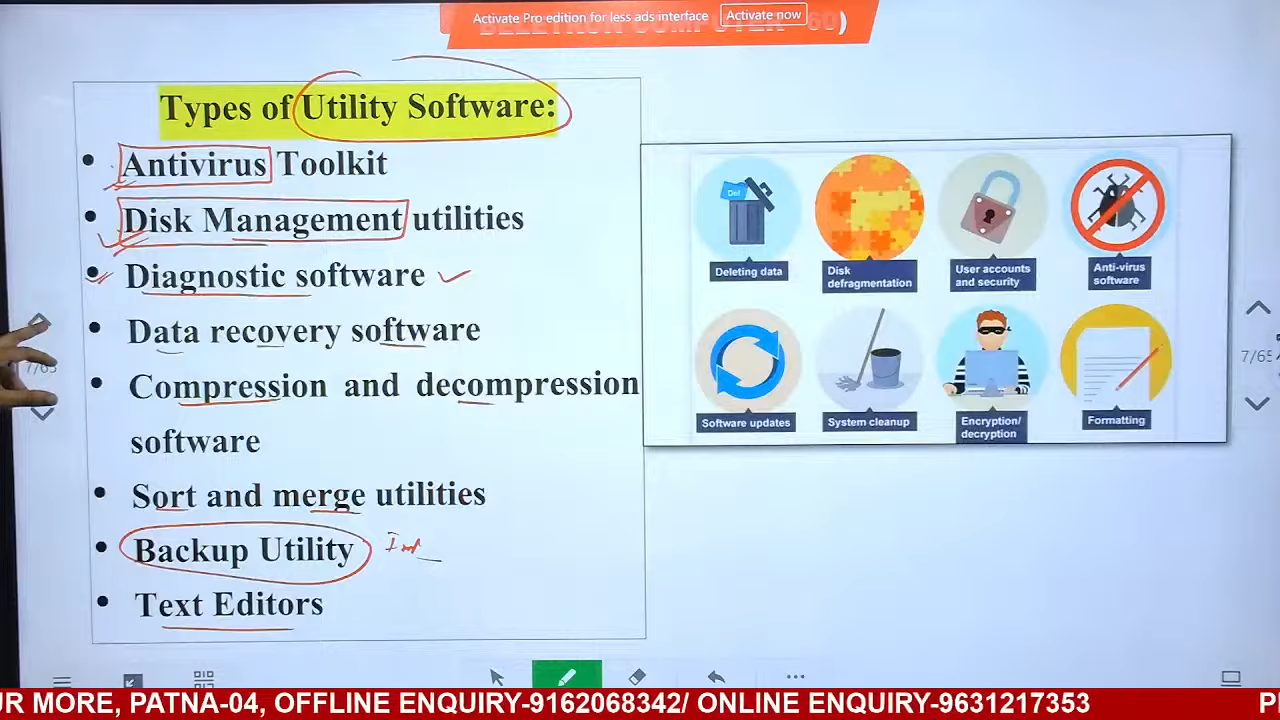 Activate Pro edition for less ads interface Activate now
60)
Types of Utility Software:
• Antivirus Toolkit
• Disk Management utilities
• Diagnostic software
• Data recovery software
• Compression and decompression
software
• Sort and merge utilities
• Backup Utility
• Text Editors
Del
Deleting data
Disk
defragmentation
User accounts
and security
Anti-virus
software
Software updates
System cleanup
Encryption/
decryption
Formatting
7/65
7/65
UR MORE, PATNA-04, OFFLINE ENQUIRY-9162068342/ ONLINE ENQUIRY-9631217353